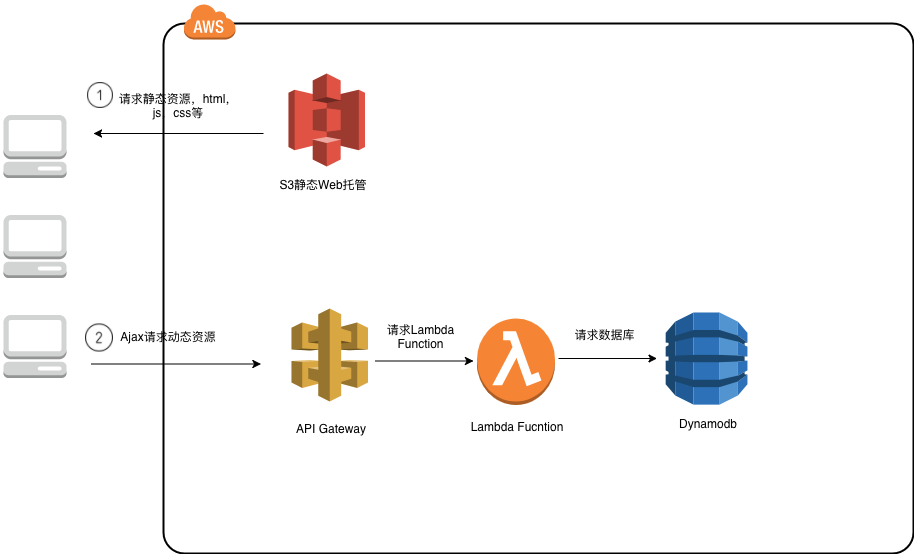 AWS
1
请求静态资源，html，
js，css等
S3静态Web托管
2
Ajax请求动态资源
请求Lambda
Function
请求数据库
API Gateway
Lambda Fucntion
Dynamodb